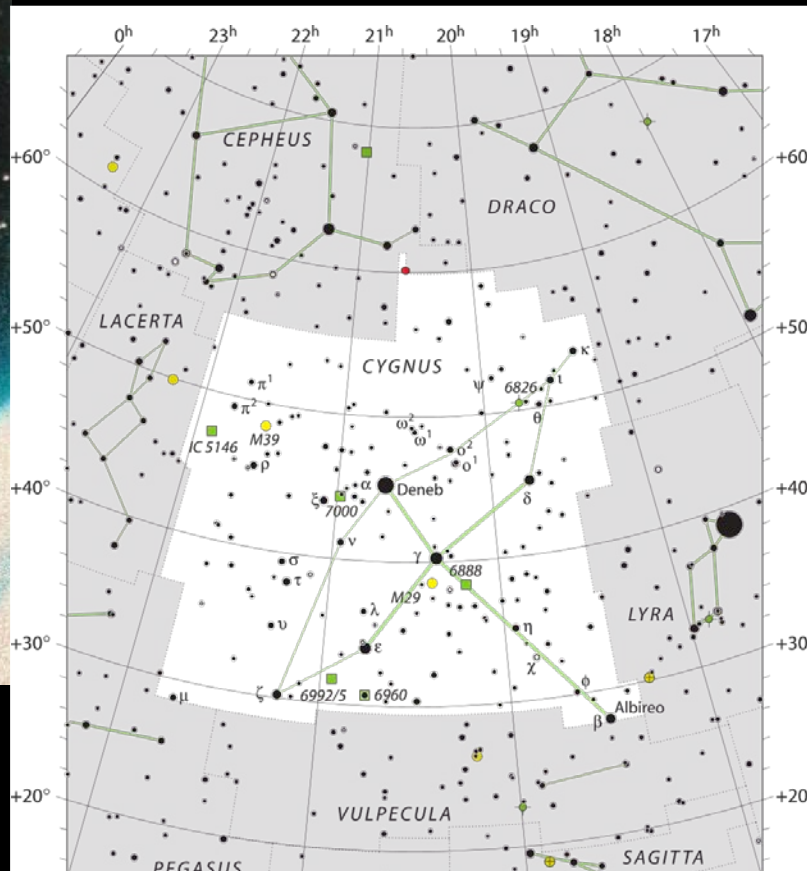 0h 23h 22h 21h 20h 19h 18h 17h
+60° +60
CEPHEUS
DRACO
+50° +50
LACERTA
CYGNUS
κ
ι
ψ 6826
π¹
π² θ
ω²
ω¹
IC 5146 M39
o²
o¹
ρ
+40° +40
α Deneb
δ
ξ 7000
ν
γ
σ 6888
τ
M29
λ LYRA
υ η
+30° +30
ε
χ
φ
ζ 6992/5 6960
μ Albireo
β
+20° +20
VULPECULA
SAGITTA
PEGASUS